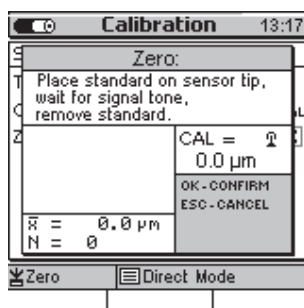 Calibration 13:17
Zero:
Place standard on sensor tip,
wait for signal tone,
remove standard.
CAL =
0.0 µm
OK-CONFIRM
ESC-CANCEL
x̄ = 0.0 µm
N = 0
Zero Direct Mode